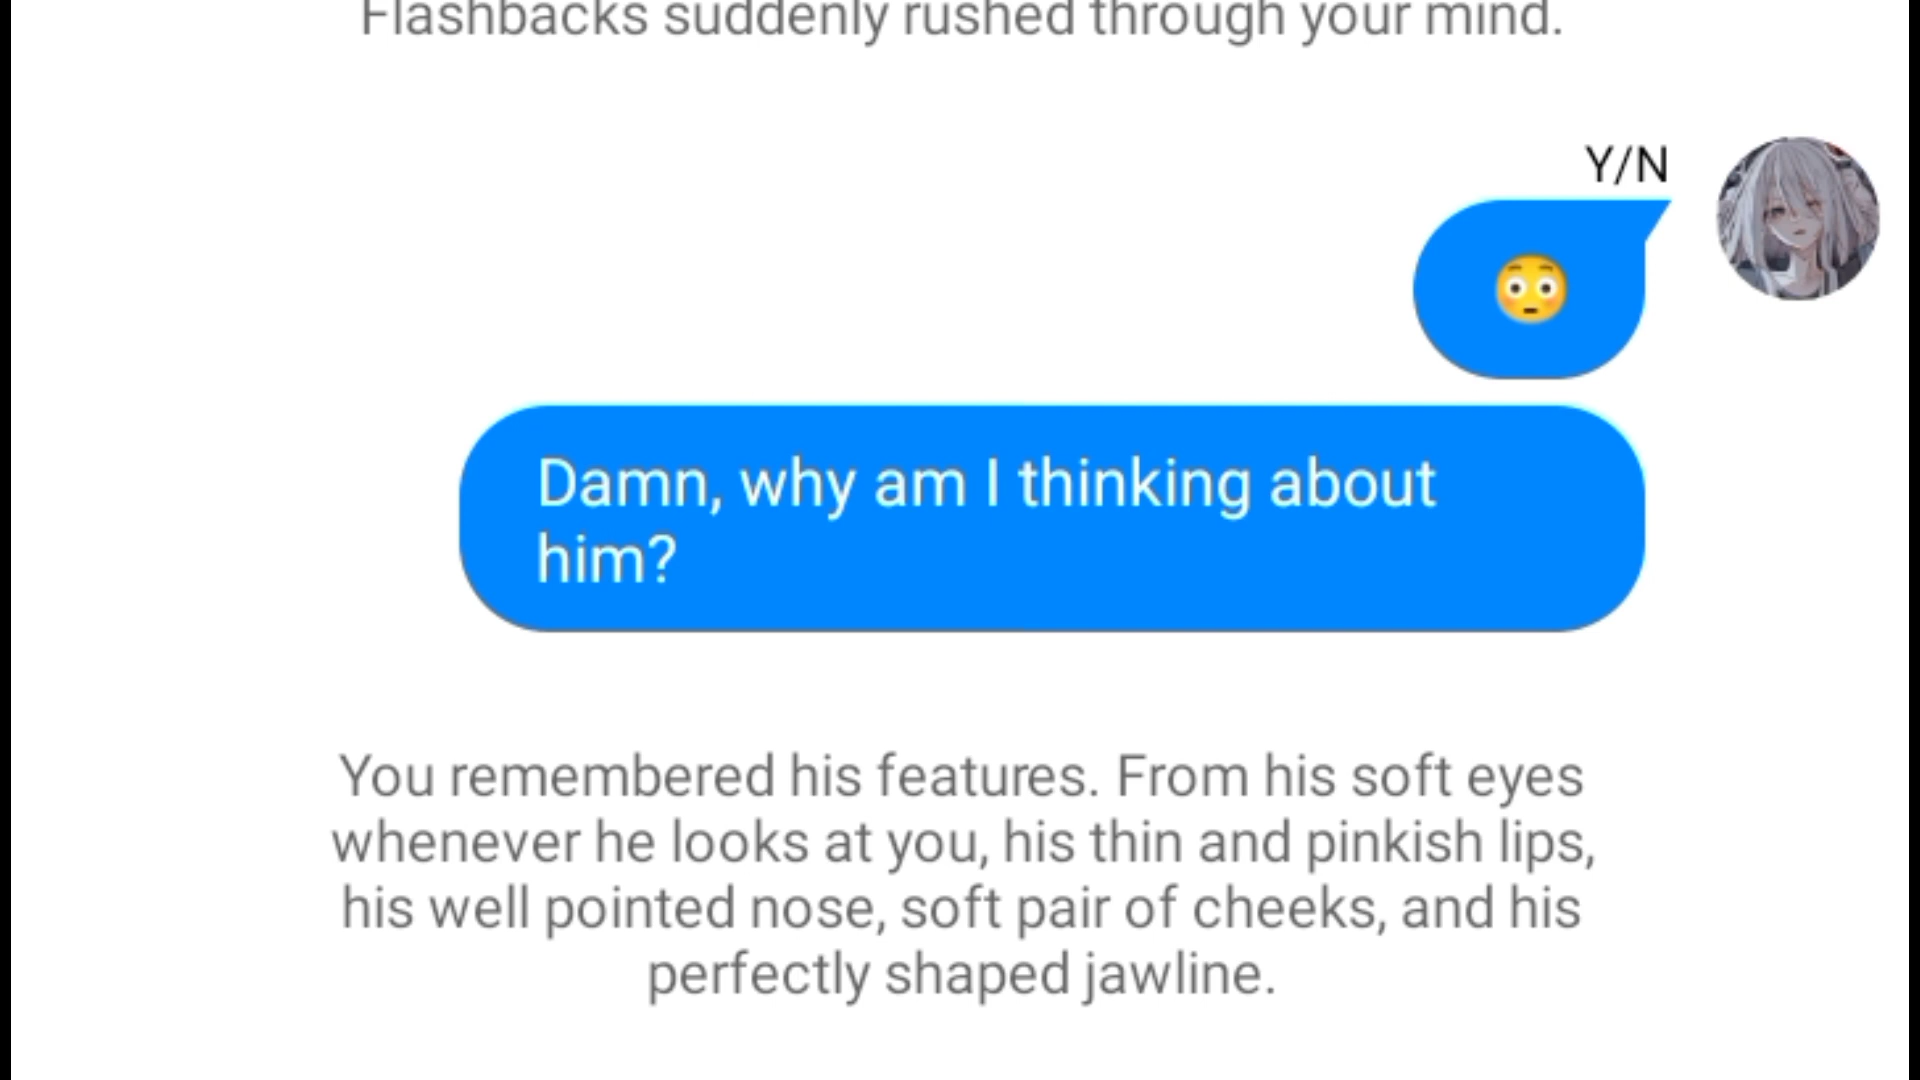 Flashbacks suddenly rushed through your mind.
Y/N
😳
Damn, why am I thinking about
him?
You remembered his features. From his soft eyes
whenever he looks at you, his thin and pinkish lips,
his well pointed nose, soft pair of cheeks, and his
perfectly shaped jawline.